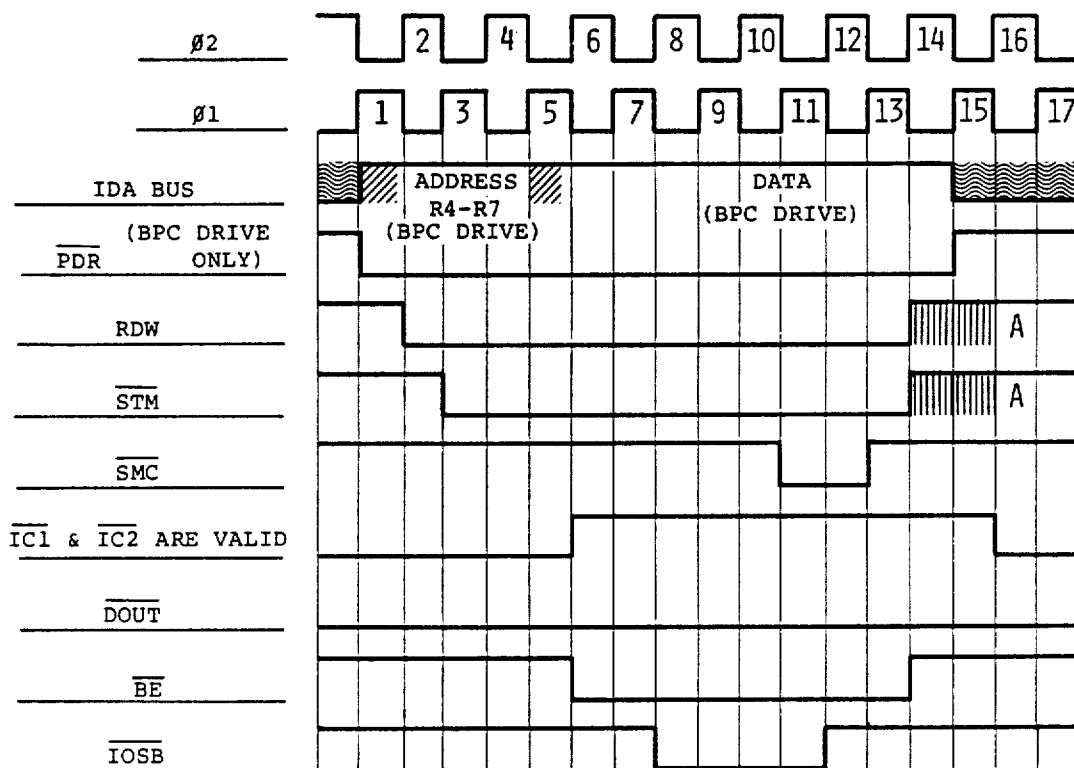 ø2
2 4 6 8 10 12 14 16
ø1
1 3 5 7 9 11 13 15 17
IDA BUS
ADDRESS
R4-R7
(BPC DRIVE)
DATA
(BPC DRIVE)
(BPC DRIVE
PDR ONLY)
RDW
A
STM
A
SMC
IC1 & IC2 ARE VALID
DOUT
BE
IOSB